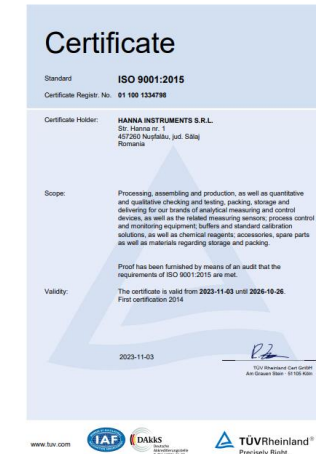 Certificate
Standard ISO 9001:2015
Certificate Registr. No. 01 100 1334798
Certificate Holder: HANNA INSTRUMENTS S.R.L.
Str. Hanna nr. 1
457260 Nușfalău, jud. Sălaj
Romania
Scope: Processing, assembling and production, as well as quantitative
and qualitative checking and testing, packing, storage and
delivering for our brands of analytical measuring and control
devices, as well as the related measuring sensors; process control
and monitoring equipment; buffers and standard calibration
solutions, as well as chemical reagents; accessories, spare parts
as well as materials regarding storage and packing.
Proof has been furnished by means of an audit that the
requirements of ISO 9001:2015 are met.
Validity: The certificate is valid from 2023-11-03 until 2026-10-26.
First certification 2014
2023-11-03
TÜV Rheinland Cert GmbH
Am Grauen Stein · 51105 Köln
www.tuv.com
IAF
DAkkS
Deutsche
Akkreditierungsstelle
TÜVRheinland®
Precisely Right.